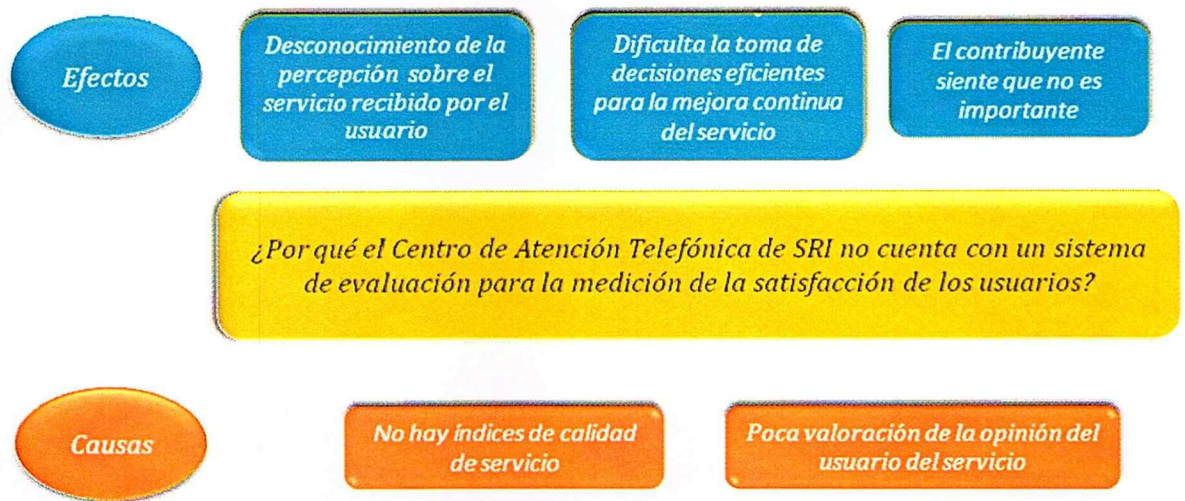 Efectos
Desconocimiento de la
percepción sobre el
servicio recibido por el
usuario
Dificulta la toma de
decisiones eficientes
para la mejora continua
del servicio
El contribuyente
siente que no es
importante
¿Por qué el Centro de Atención Telefónica de SRI no cuenta con un sistema
de evaluación para la medición de la satisfacción de los usuarios?
Causas
No hay índices de calidad
de servicio
Poca valoración de la opinión del
usuario del servicio